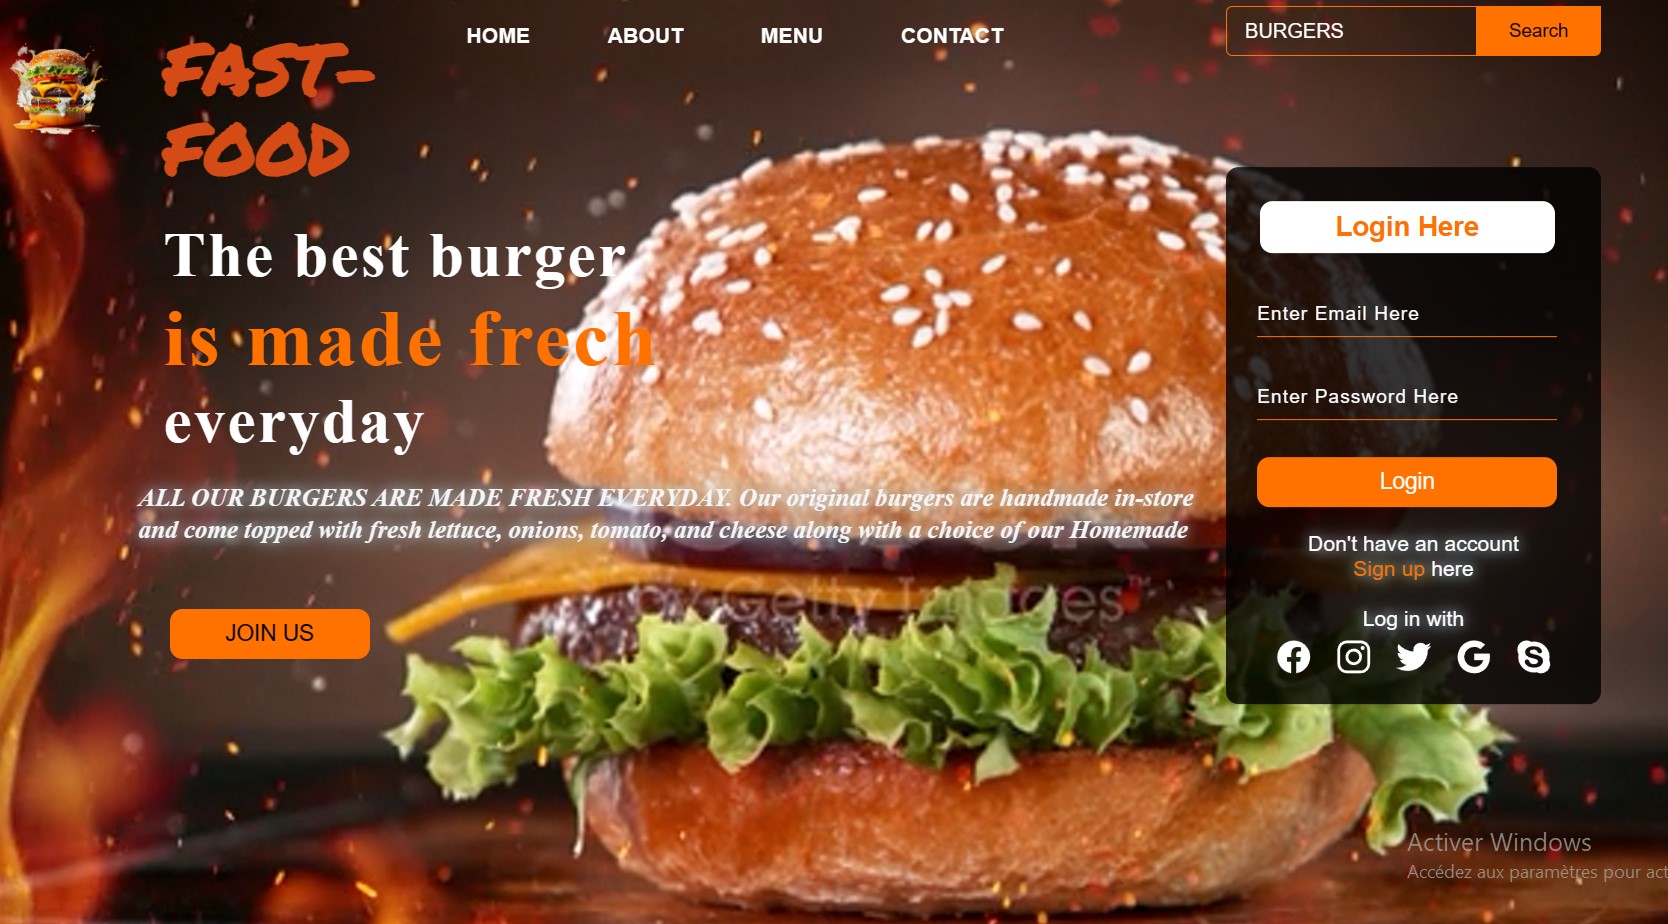 FAST-
FOOD
HOME
ABOUT
MENU
CONTACT
BURGERS
Search
The best burger
is made frech
everyday
ALL OUR BURGERS ARE MADE FRESH EVERYDAY. Our original burgers are handmade in-store
and come topped with fresh lettuce, onions, tomato, and cheese along with a choice of our Homemade
by Getty Images™
JOIN US
Login Here
Enter Email Here
Enter Password Here
Login
Don't have an account
Sign up here
Log in with
Activer Windows
Accédez aux paramètres pour act